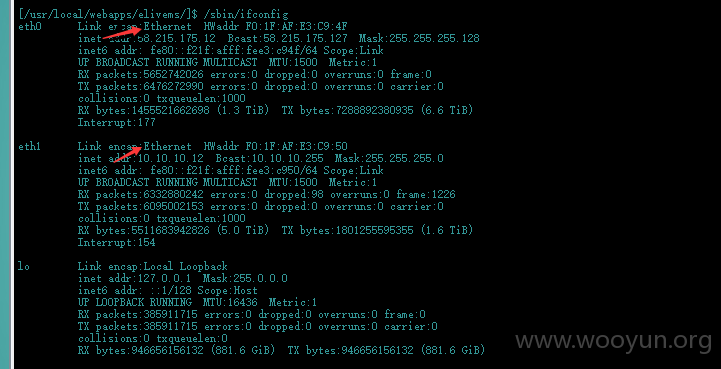 [/usr/local/webapps/elivems/]$ /sbin/ifconfig
eth0 Link encap:Ethernet HWaddr F0:1F:AF:E3:C9:4F
inet addr:58.215.175.12 Bcast:58.215.175.127 Mask:255.255.255.128
inet6 addr: fe80::f21f:afff:fee3:c94f/64 Scope:Link
UP BROADCAST RUNNING MULTICAST MTU:1500 Metric:1
RX packets:5652742026 errors:0 dropped:0 overruns:0 frame:0
TX packets:6476272990 errors:0 dropped:0 overruns:0 carrier:0
collisions:0 txqueuelen:1000
RX bytes:1455521662698 (1.3 TiB) TX bytes:7288892380935 (6.6 TiB)
Interrupt:177
eth1 Link encap:Ethernet HWaddr F0:1F:AF:E3:C9:50
inet addr:10.10.10.12 Bcast:10.10.10.255 Mask:255.255.255.0
inet6 addr: fe80::f21f:afff:fee3:c950/64 Scope:Link
UP BROADCAST RUNNING MULTICAST MTU:1500 Metric:1
RX packets:6332880242 errors:0 dropped:98 overruns:0 frame:1226
TX packets:6095002153 errors:0 dropped:0 overruns:0 carrier:0
collisions:0 txqueuelen:1000
RX bytes:5511683942826 (5.0 TiB) TX bytes:1801255595355 (1.6 TiB)
Interrupt:154
lo Link encap:Local Loopback
inet addr:127.0.0.1 Mask:255.0.0.0
inet6 addr: ::1/128 Scope:Host
UP LOOPBACK RUNNING MTU:16436 Metric:1
RX packets:385911715 errors:0 dropped:0 overruns:0 frame:0
TX packets:385911715 errors:0 dropped:0 overruns:0 carrier:0
collisions:0 txqueuelen:0
RX bytes:946656156132 (881.6 GiB) TX bytes:946656156132 (881.6 GiB)
www.wooyun.org